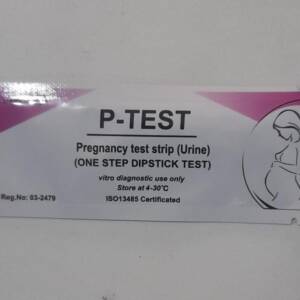 P-TEST
Pregnancy test strip (Urine)
(ONE STEP DIPSTICK TEST)
vitro diagnostic use only
Store at 4-30°C
ISO13485 Certificated
Reg.No: 03-2479